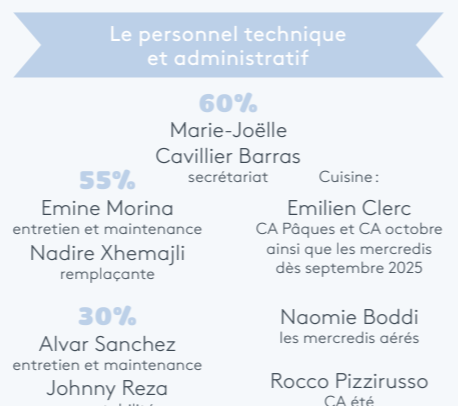 Le personnel technique
et administratif
60%
Marie-Joëlle
Cavillier Barras
secrétariat
55%
Emine Morina
entretien et maintenance
Nadire Xhemajli
remplaçante
30%
Alvar Sanchez
entretien et maintenance
Johnny Reza
Cuisine :
Emilien Clerc
CA Pâques et CA octobre
ainsi que les mercredis
dès septembre 2025
Naomie Boddi
les mercredis aérés
Rocco Pizzirusso
CA été